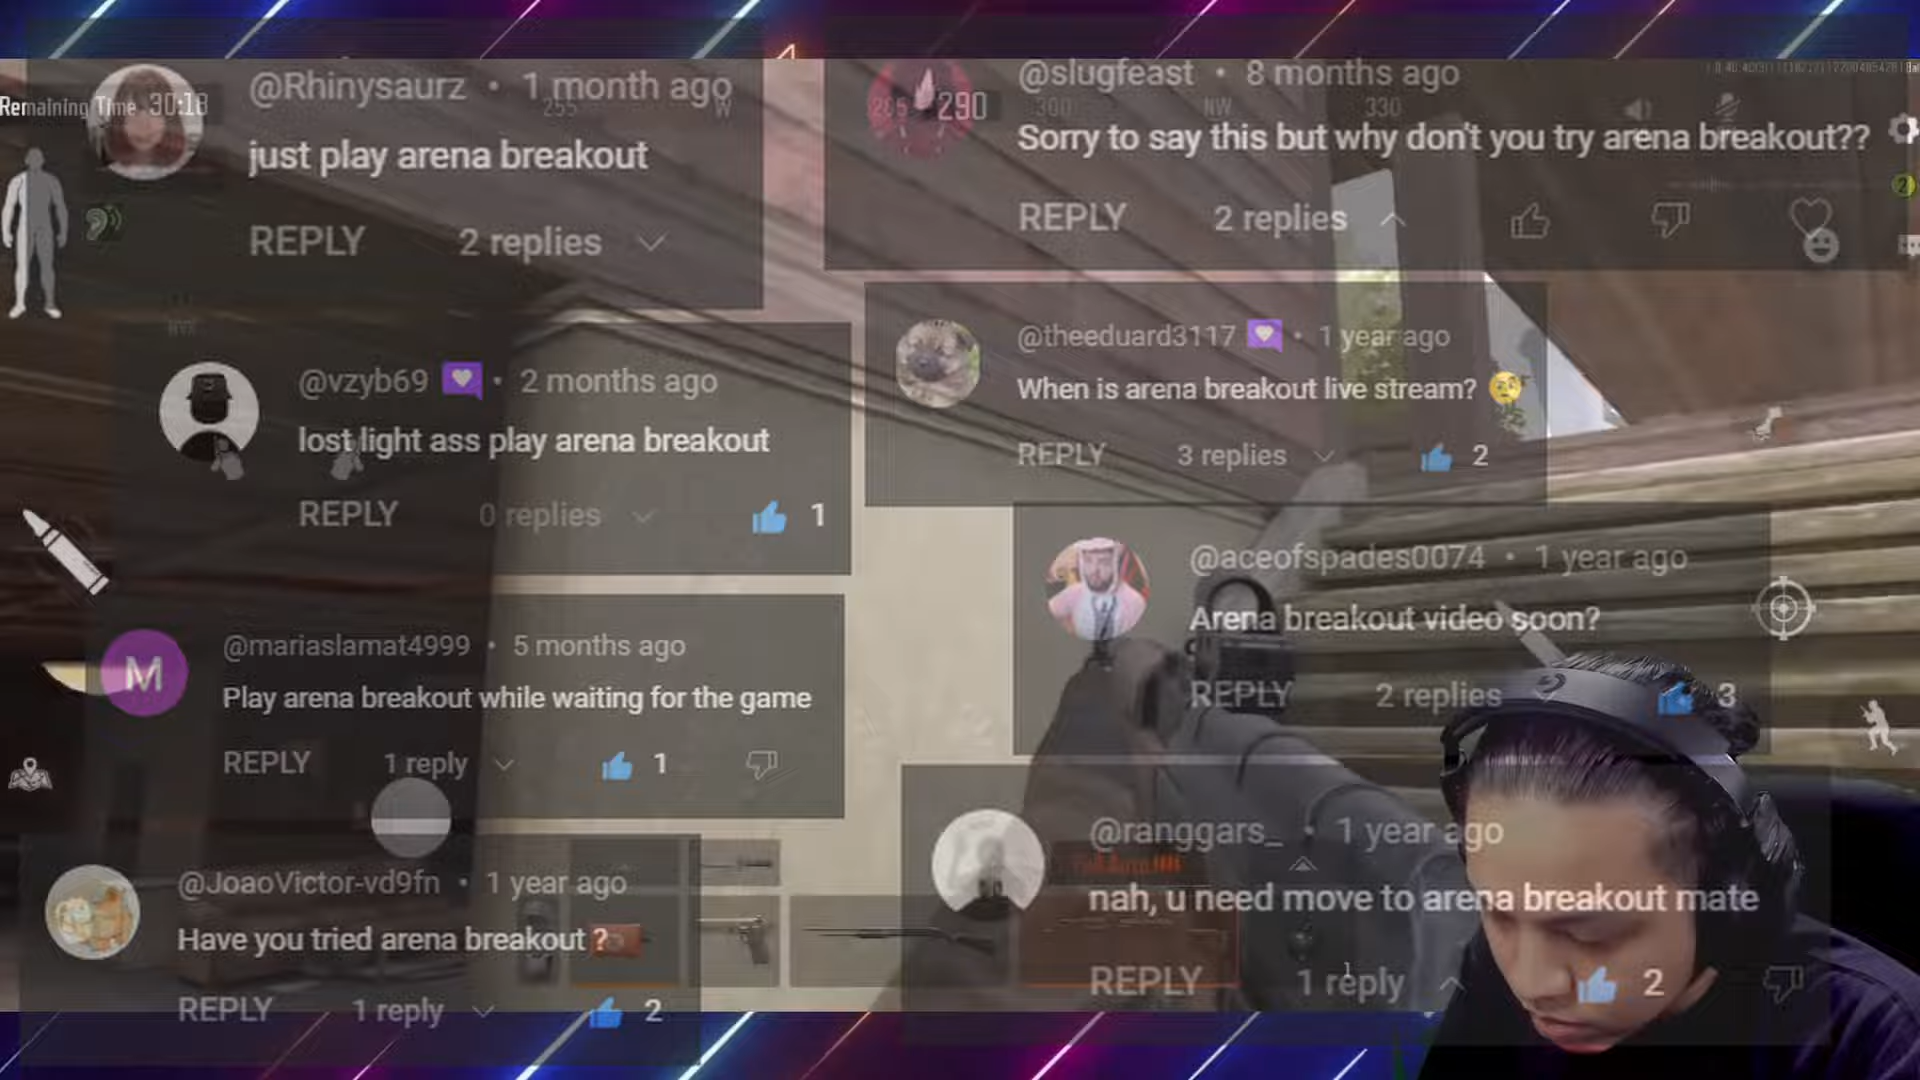 @Rhinysaurz • 1 month ago
just play arena breakout
REPLY 2 replies
@slugfeast • 8 months ago
Sorry to say this but why don't you try arena breakout??
REPLY 2 replies
Remaining Time 30:18
255 W 285 290 300 NW 330
2
@vzyb69 • 2 months ago
lost light ass play arena breakout
REPLY 0 replies 1
@theeduard3117 • 1 year ago
When is arena breakout live stream? 🧐
REPLY 3 replies 2
@aceofspades0074 • 1 year ago
Arena breakout video soon?
REPLY 2 replies 3
M
@mariaslamat4999 • 5 months ago
Play arena breakout while waiting for the game
REPLY 1 reply 1
@ranggars_ • 1 year ago
nah, u need move to arena breakout mate
REPLY 1 reply 2
@JoaoVictor-vd9fn • 1 year ago
Have you tried arena breakout ?
REPLY 1 reply 2